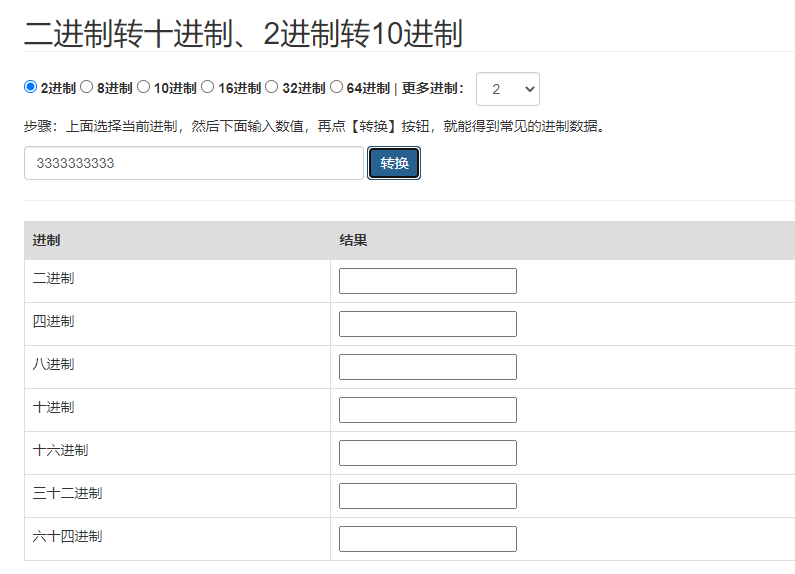 二进制转十进制、2进制转10进制
2进制 8进制 10进制 16进制 32进制 64进制 | 更多进制： 2
步骤：上面选择当前进制，然后下面输入数值，再点【转换】按钮，就能得到常见的进制数据。
3333333333 转换
进制 结果
二进制
四进制
八进制
十进制
十六进制
三十二进制
六十四进制